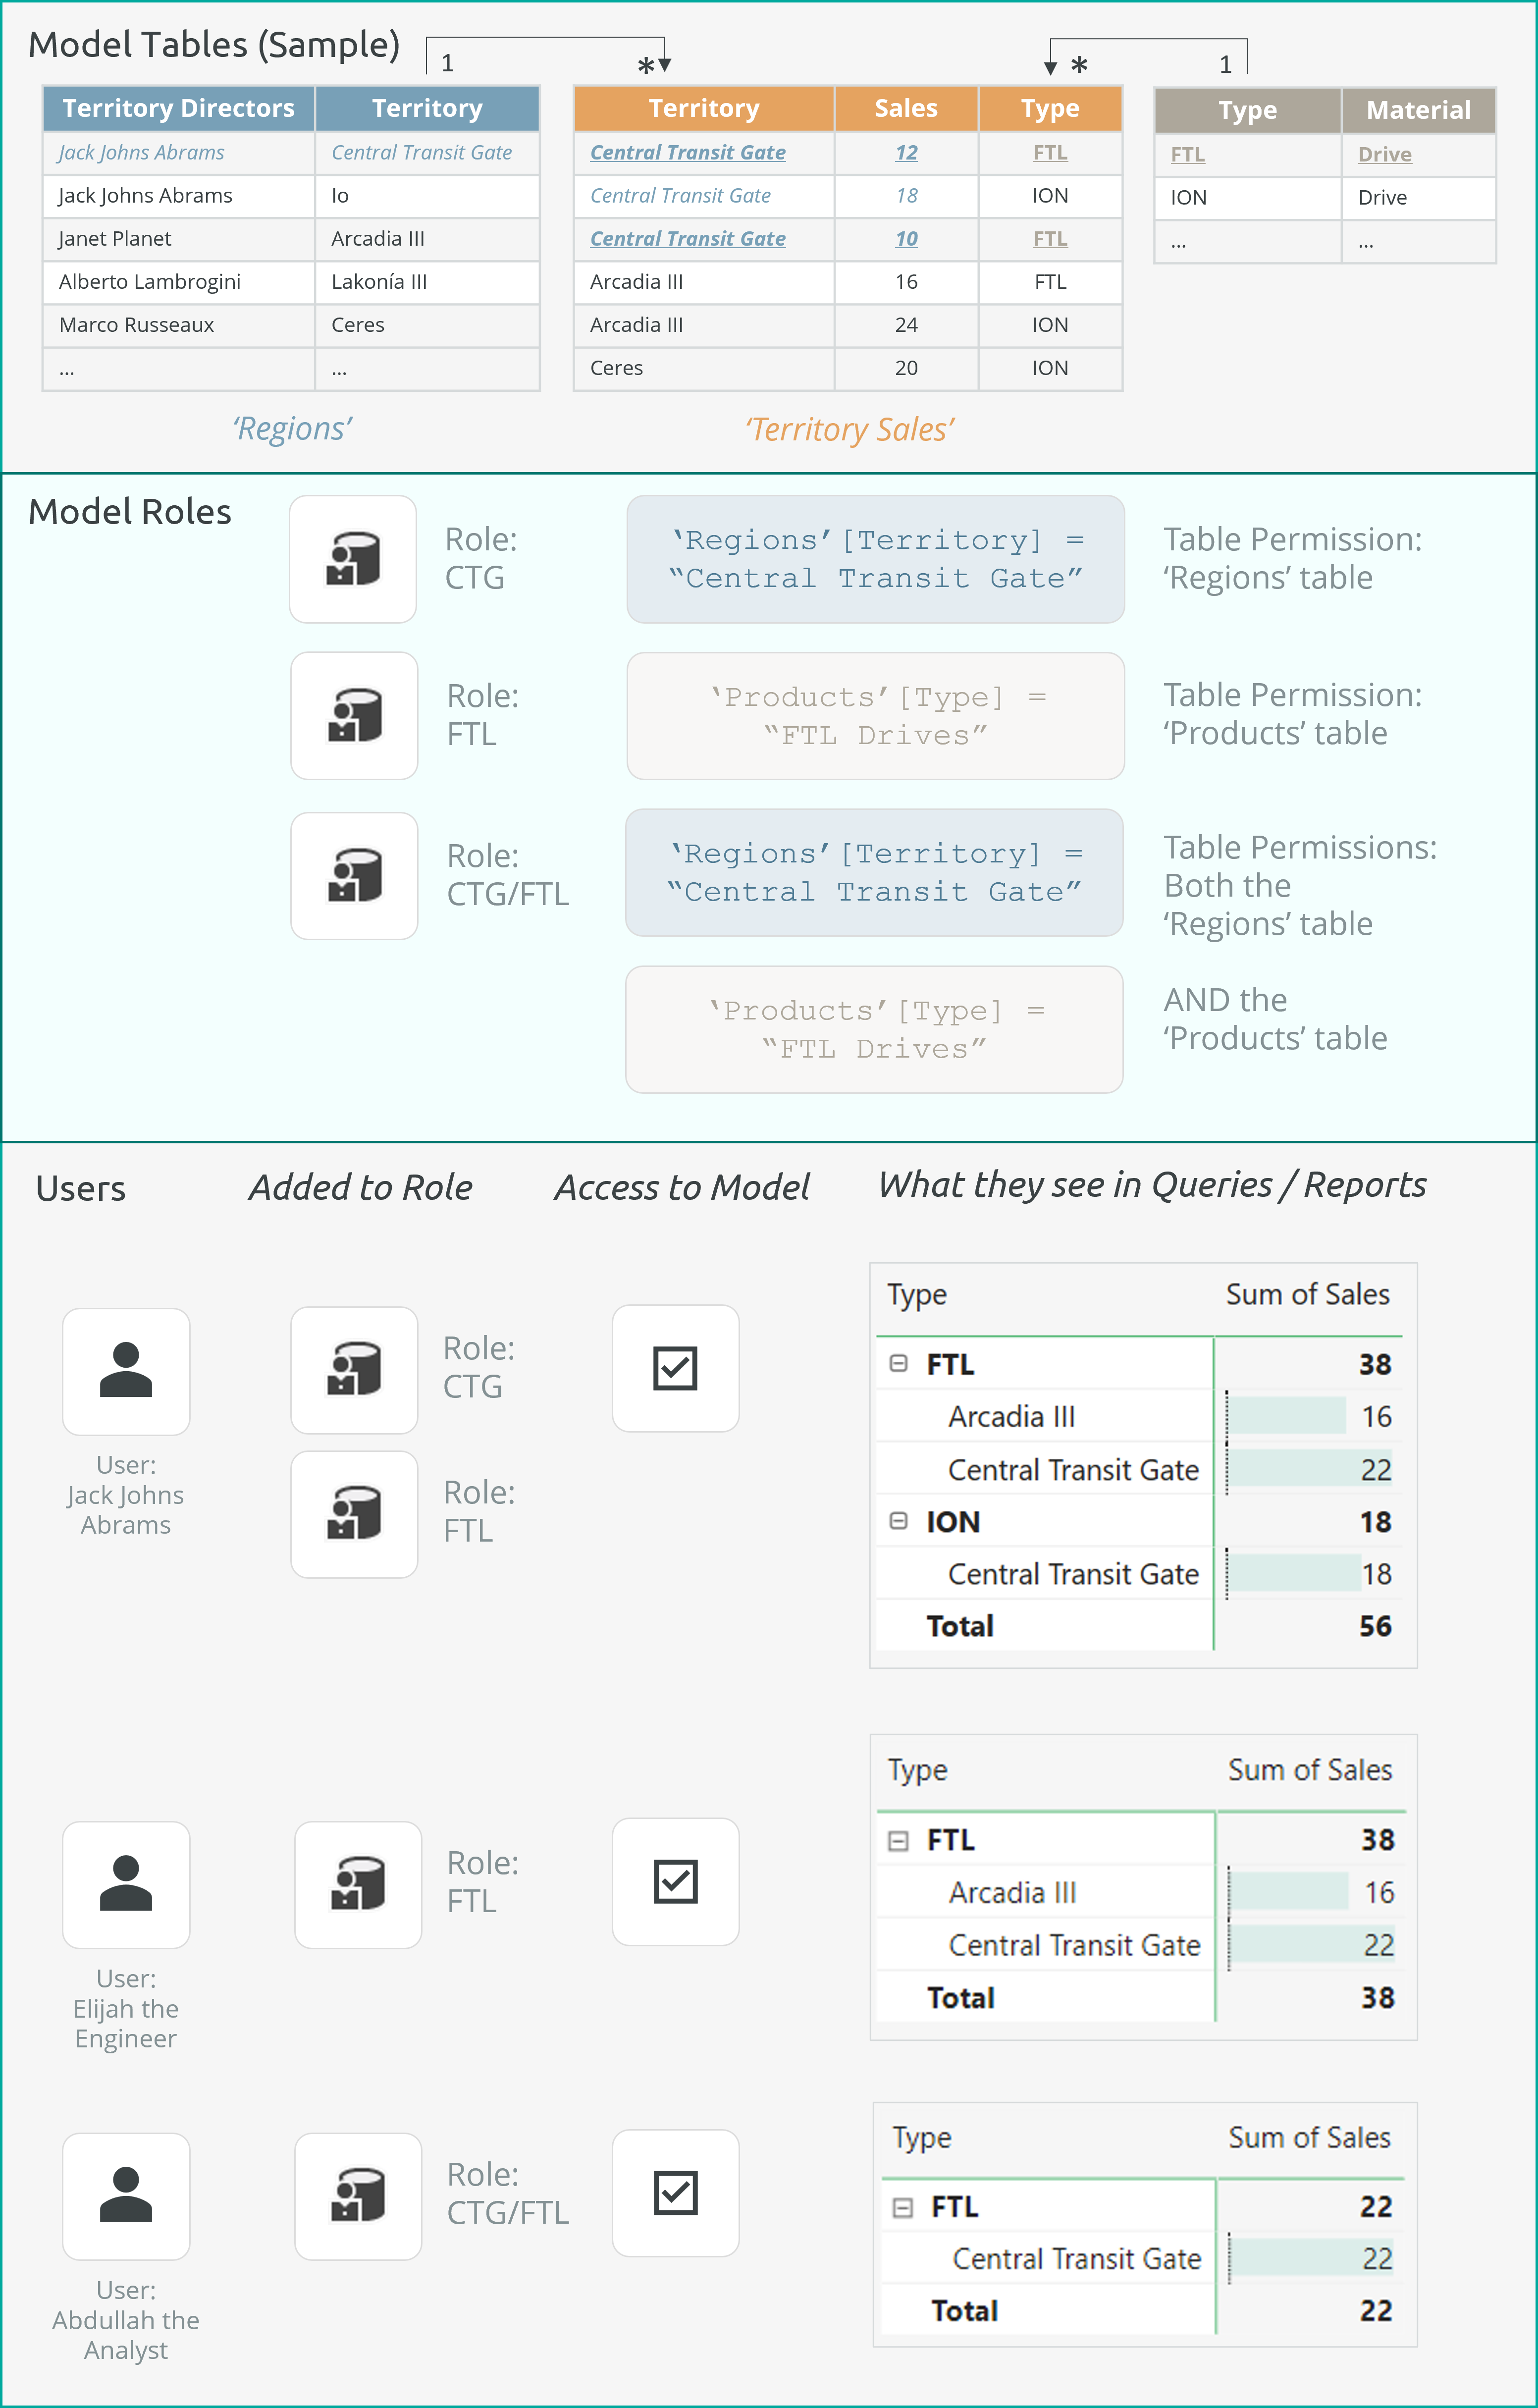 Model Tables (Sample)
1
*
*
1
Territory Directors Territory
Jack Johns Abrams Central Transit Gate
Jack Johns Abrams Io
Janet Planet Arcadia III
Alberto Lambrogini Lakonía III
Marco Russeaux Ceres
... ...
Territory Sales Type
Central Transit Gate 12 FTL
Central Transit Gate 18 ION
Central Transit Gate 10 FTL
Arcadia III 16 FTL
Arcadia III 24 ION
Ceres 20 ION
Type Material
FTL Drive
ION Drive
... ...
‘Regions’
‘Territory Sales’
Model Roles
Role:
CTG
‘Regions’[Territory] =
“Central Transit Gate”
Table Permission:
‘Regions’ table
Role:
FTL
‘Products’[Type] =
“FTL Drives”
Table Permission:
‘Products’ table
Role:
CTG/FTL
‘Regions’[Territory] =
“Central Transit Gate”
Table Permissions:
Both the
‘Regions’ table
‘Products’[Type] =
“FTL Drives”
AND the
‘Products’ table
Users Added to Role Access to Model What they see in Queries / Reports
User:
Jack Johns
Abrams
Role:
CTG
Role:
FTL
Type Sum of Sales
FTL 38
Arcadia III 16
Central Transit Gate 22
ION 18
Central Transit Gate 18
Total 56
User:
Elijah the
Engineer
Role:
FTL
Type Sum of Sales
FTL 38
Arcadia III 16
Central Transit Gate 22
Total 38
User:
Abdullah the
Analyst
Role:
CTG/FTL
Type Sum of Sales
FTL 22
Central Transit Gate 22
Total 22